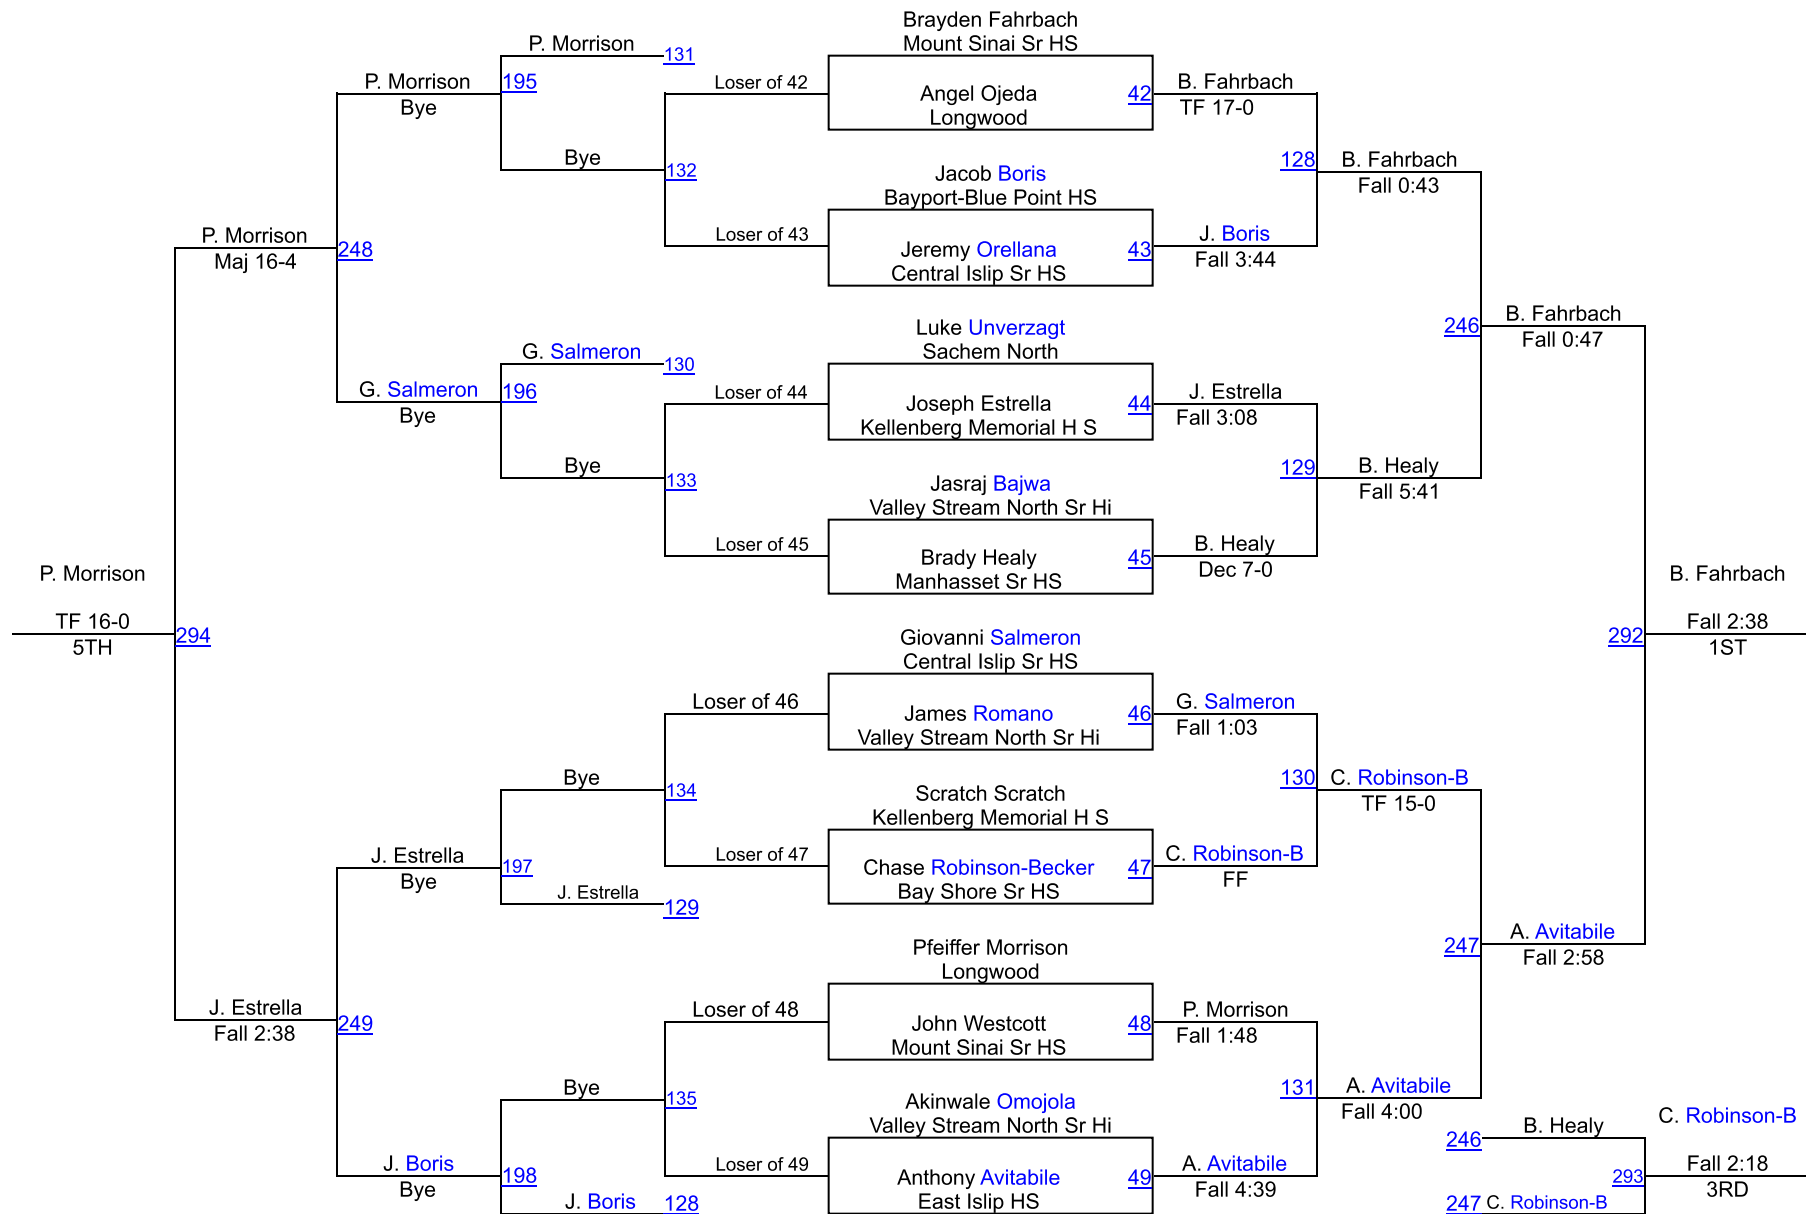 Brayden Fahrbach
P. Morrison
Mount Sinai Sr HS
131
P. Morrison
195
Loser of 42
B. Fahrbach
Bye
Angel Ojeda
42
TF 17-0
Longwood
Bye
132
128
B. Fahrbach
Jacob Boris
Fall 0:43
Bayport-Blue Point HS
P. Morrison
248
Loser of 43
J. Boris
Maj 16-4
Jeremy Orellana
43
Fall 3:44
Central Islip Sr HS
Luke Unverzagt
246
B. Fahrbach
G. Salmeron
Sachem North
Fall 0:47
130
G. Salmeron
196
Loser of 44
J. Estrella
Bye
Joseph Estrella
44
Fall 3:08
Kellenberg Memorial H S
Bye
133
129
B. Healy
Jasraj Bajwa
Fall 5:41
Valley Stream North Sr Hi
Loser of 45
B. Healy
Brady Healy
45
Dec 7-0
Manhasset Sr HS
P. Morrison
B. Fahrbach
TF 16-0
294
292
Fall 2:38
5TH
Giovanni Salmeron
1ST
Central Islip Sr HS
Loser of 46
G. Salmeron
James Romano
46
Fall 1:03
Valley Stream North Sr Hi
Bye
134
130
C. Robinson-B
Scratch Scratch
TF 15-0
Kellenberg Memorial H S
J. Estrella
197
Loser of 47
C. Robinson-B
Bye
Chase Robinson-Becker
47
FF
J. Estrella
129
Bay Shore Sr HS
Pfeiffer Morrison
247
A. Avitabile
Longwood
Fall 2:58
J. Estrella
249
Loser of 48
P. Morrison
Fall 2:38
John Westcott
48
Fall 1:48
Mount Sinai Sr HS
Bye
135
131
A. Avitabile
Akinwale Omojola
Fall 4:00
Valley Stream North Sr Hi
246
B. Healy
C. Robinson-B
J. Boris
198
Loser of 49
A. Avitabile
293
Fall 2:18
Bye
Anthony Avitabile
49
Fall 4:39
3RD
J. Boris
128
East Islip HS
247
C. Robinson-B